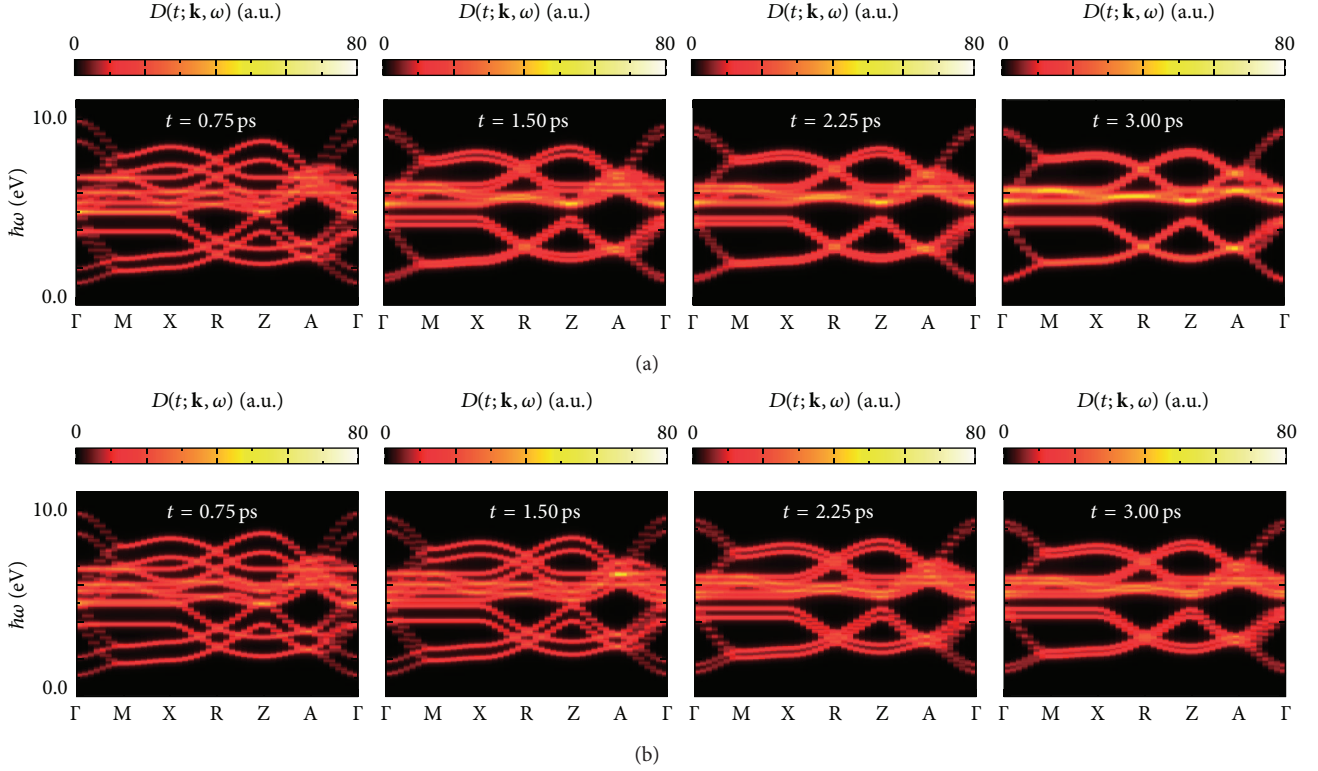 D(t; k, ω) (a.u.) D(t; k, ω) (a.u.) D(t; k, ω) (a.u.) D(t; k, ω) (a.u.)
0 80 0 80 0 80 0 80
10.0 t = 0.75 ps t = 1.50 ps t = 2.25 ps t = 3.00 ps
ħω (eV)
0.0
Γ M X R Z A Γ Γ M X R Z A Γ Γ M X R Z A Γ Γ M X R Z A Γ
(a)
D(t; k, ω) (a.u.) D(t; k, ω) (a.u.) D(t; k, ω) (a.u.) D(t; k, ω) (a.u.)
0 80 0 80 0 80 0 80
10.0 t = 0.75 ps t = 1.50 ps t = 2.25 ps t = 3.00 ps
ħω (eV)
0.0
Γ M X R Z A Γ Γ M X R Z A Γ Γ M X R Z A Γ Γ M X R Z A Γ
(b)